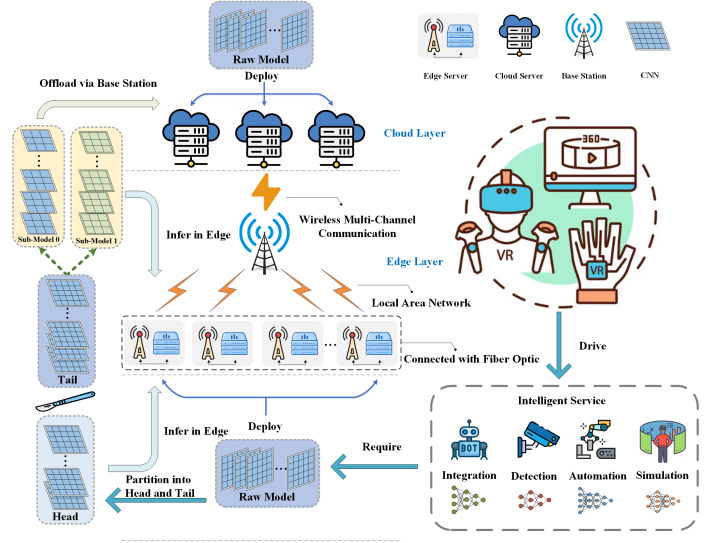 Raw Model
Deploy
Edge Server
Cloud Server
Base Station
CNN
Offload via Base Station
Cloud Layer
360
VR
VR
Sub-Model 0
Sub-Model 1
Infer in Edge
Wireless Multi-Channel
Communication
Edge Layer
Local Area Network
Connected with Fiber Optic
Drive
Tail
Infer in Edge
Deploy
Intelligent Service
BOT
Require
Integration
Detection
Automation
Simulation
Partition into
Head and Tail
Raw Model
Head